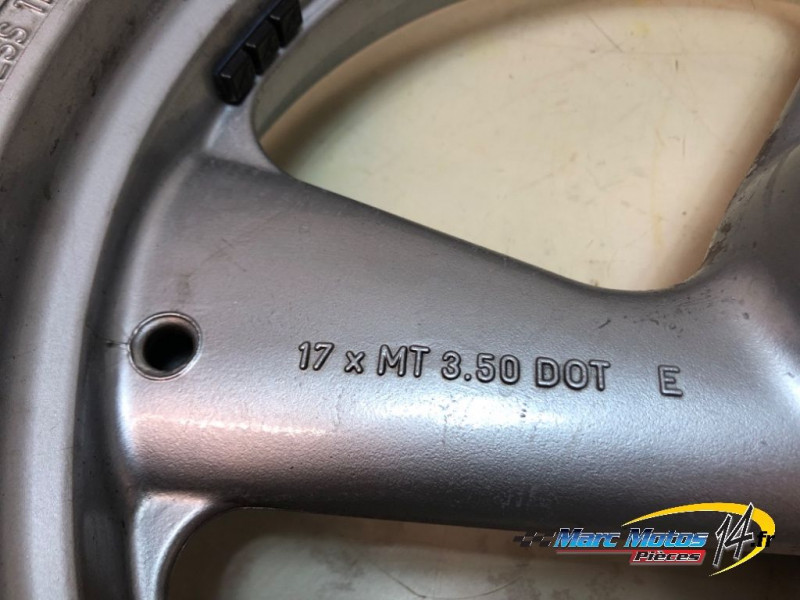 17 x MT 3.50 DOT E
Marc Motos 14.fr
Pièces